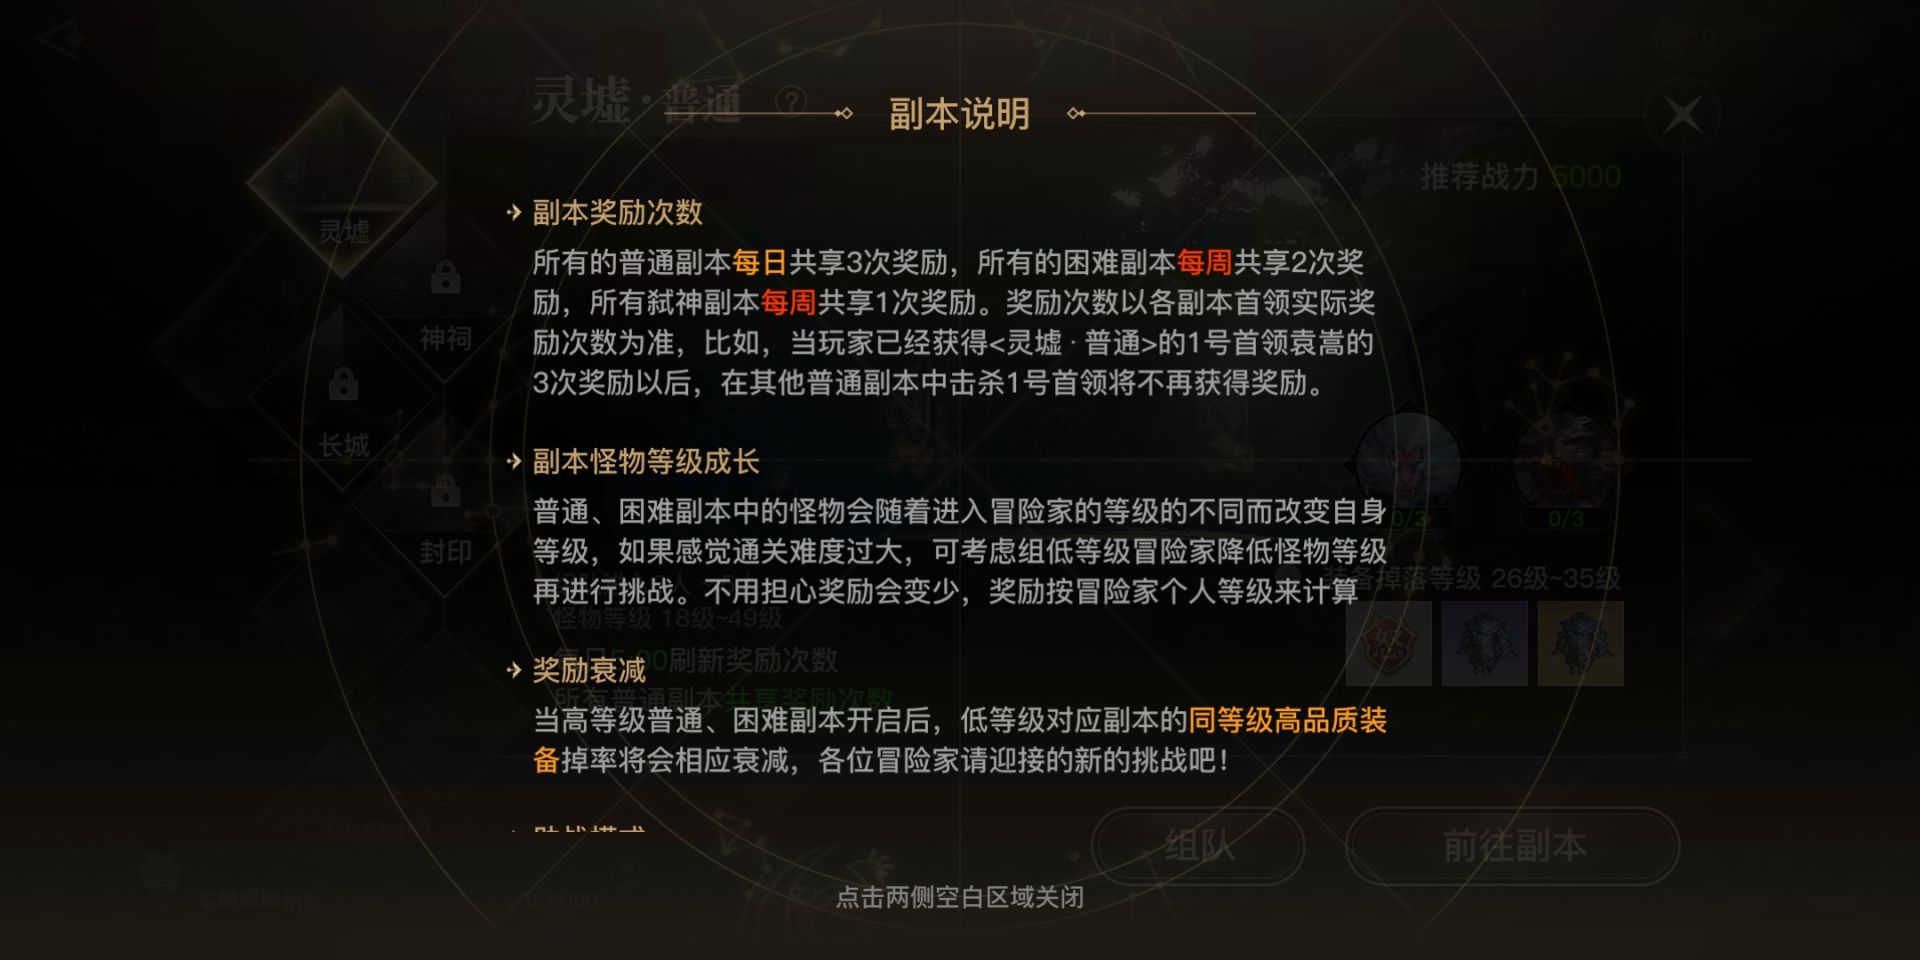 灵墟·普通
?
副本说明
推荐战力 5000
灵墟
神祠
长城
封印
副本奖励次数
所有的普通副本每日共享3次奖励，所有的困难副本每周共享2次奖
励，所有弑神副本每周共享1次奖励。奖励次数以各副本首领实际奖
励次数为准，比如，当玩家已经获得<灵墟·普通>的1号首领袁嵩的
3次奖励以后，在其他普通副本中击杀1号首领将不再获得奖励。
副本怪物等级成长
普通、困难副本中的怪物会随着进入冒险家的等级的不同而改变自身
等级，如果感觉通关难度过大，可考虑组低等级冒险家降低怪物等级
再进行挑战。不用担心奖励会变少，奖励按冒险家个人等级来计算
0/3
0/3
装备掉落等级 26级~35级
怪物等级 18级~49级
每日5:00刷新奖励次数
所有普通副本共享奖励次数
奖励衰减
当高等级普通、困难副本开启后，低等级对应副本的同等级高品质装
备掉率将会相应衰减，各位冒险家请迎接的新的挑战吧！
组队
前往副本
0/8000
?
点击两侧空白区域关闭